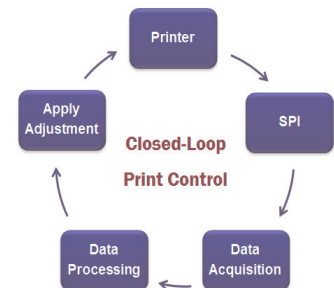 Printer
SPI
Data
Acquisition
Data
Processing
Apply
Adjustment
Closed-Loop
Print Control